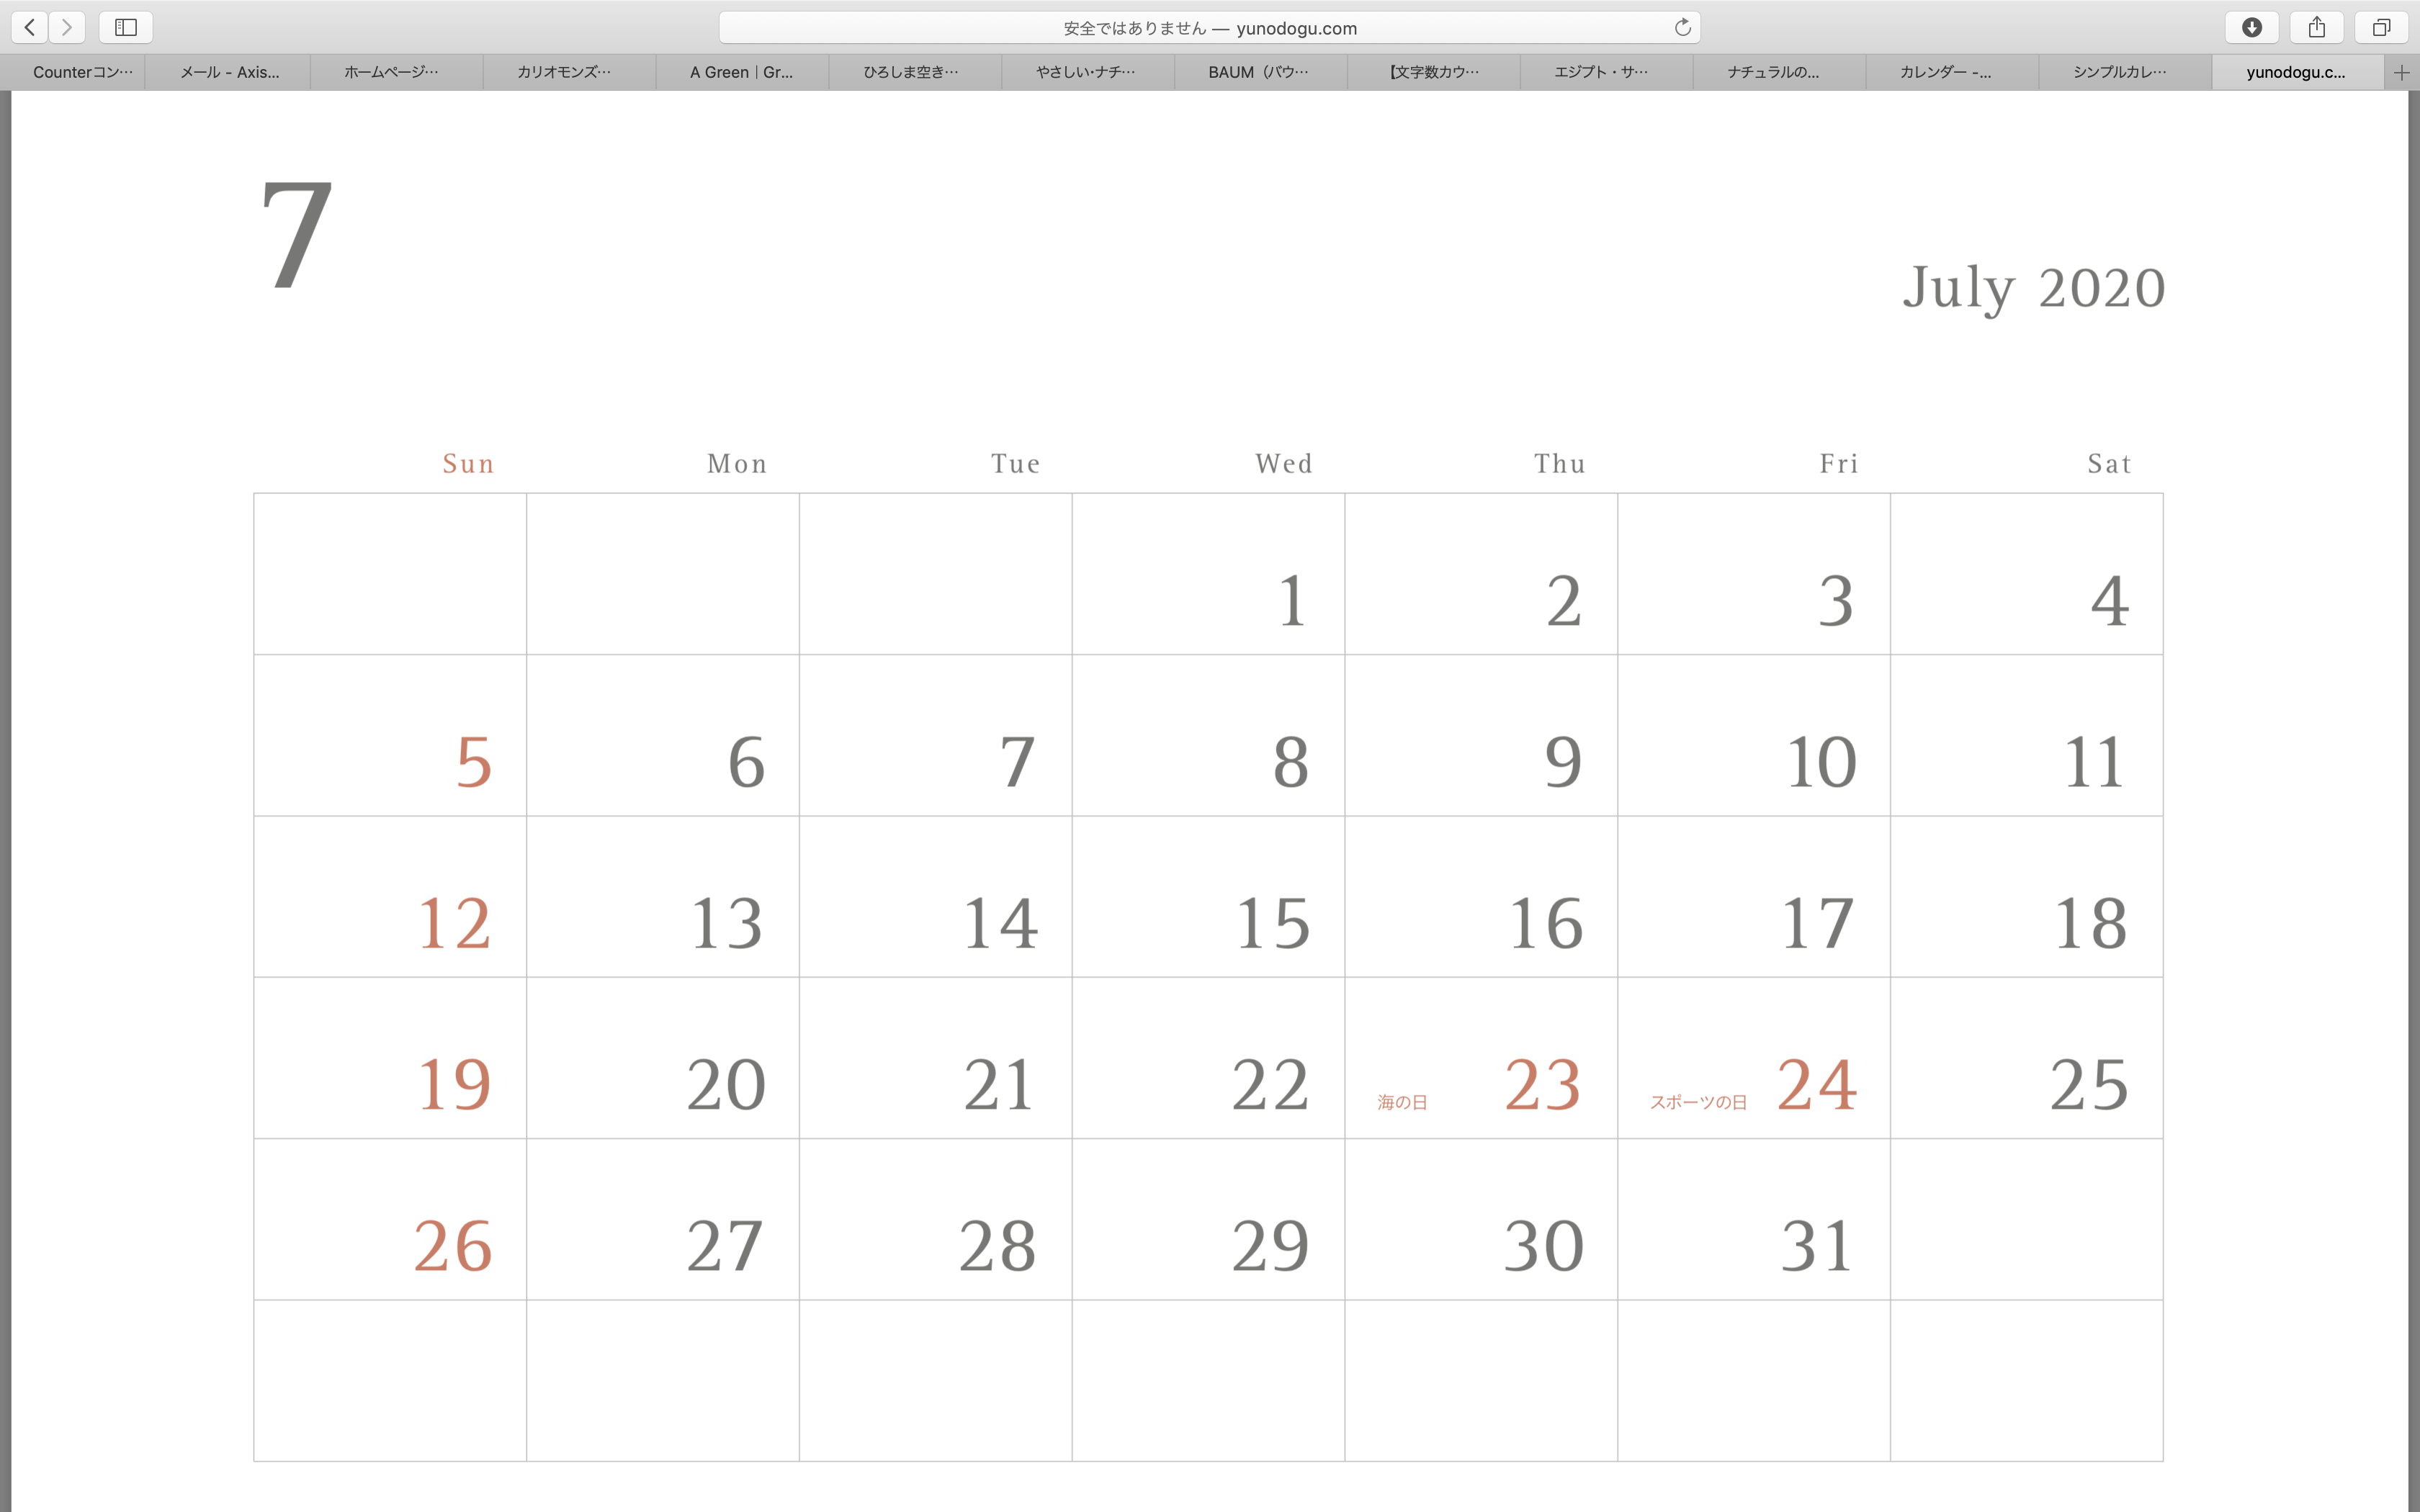 安全ではありません — yunodogu.com
Counterコン… メール - Axis... ホームページ… カリオモンズ… A Green | Gr... ひろしま空き… やさしい·ナチ… BAUM（バウ… 【文字数カウ… エジプト・サ… ナチュラルの... カレンダー -... シンプルカレ… yunodogu.c...
7
July 2020
Sun Mon Tue Wed Thu Fri Sat
1 2 3 4
5 6 7 8 9 10 11
12 13 14 15 16 17 18
19 20 21 22 海の日 23 スポーツの日 24 25
26 27 28 29 30 31